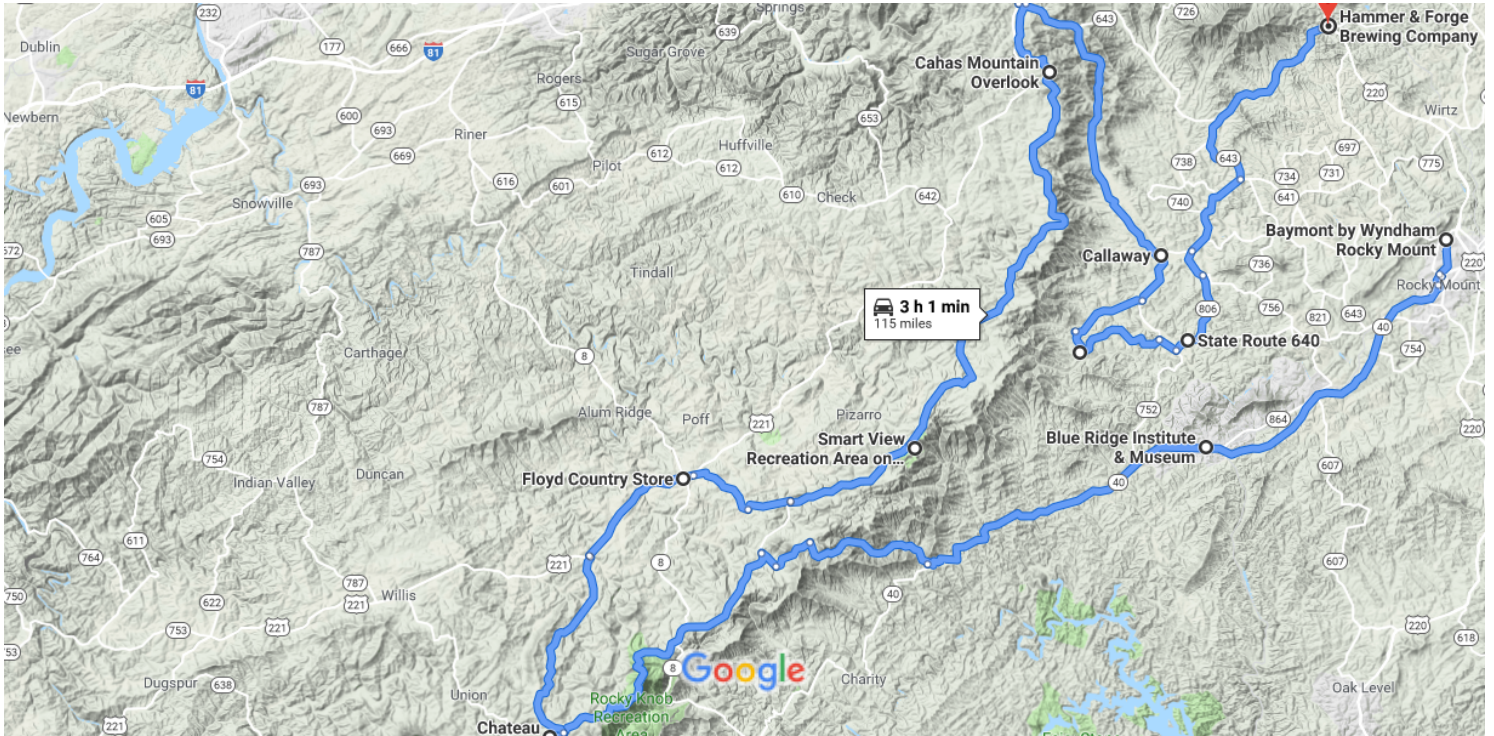 Springs
232
643
726
639
Hammer & Forge
Brewing Company
Dublin
177
666
81
Sugar Grove
Cahas Mountain
Overlook
Rogers
81
615
220
Newbern
600
693
653
Wirtz
Riner
669
Huffville
697
Pilot
612
612
738
643
775
616
601
734
731
693
610
Check
642
641
Snowville
740
605
693
Baymont by Wyndham
Rocky Mount
672
787
Callaway
736
220
Tindall
Rocky Mount
3 h 1 min
115 miles
806
756
821
643
40
State Route 640
754
Carthage
8
787
752
Alum Ridge
Poff
221
Pizarro
864
Smart View
Recreation Area on...
Blue Ridge Institute
& Museum
220
754
Duncan
Floyd Country Store
40
607
Indian Valley
611
764
221
8
607
787
750
622
221
Willis
40
753
221
220
618
753
8
Google
Dugspur
638
Union
Charity
Rocky Knob
Recreation
Area
Oak Level
221
Chateau